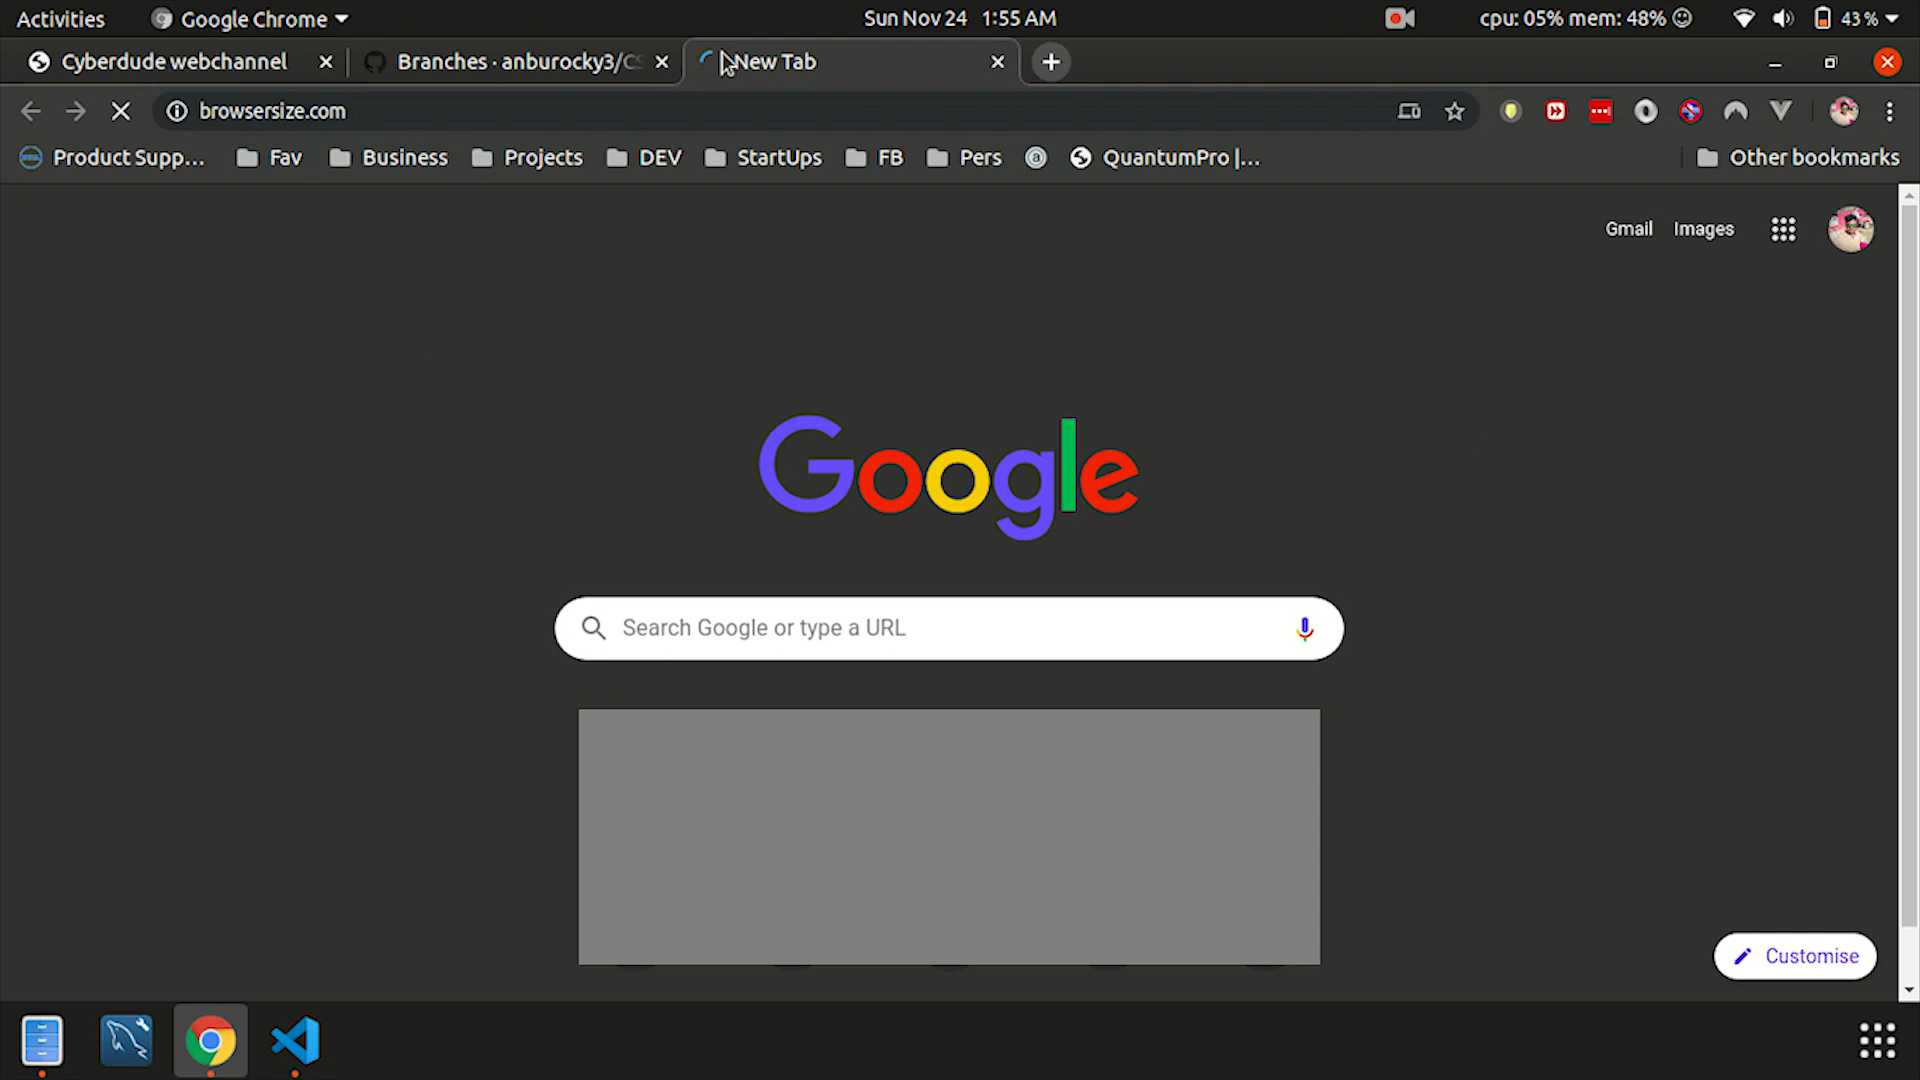 Activities
Google Chrome
Sun Nov 24 1:55 AM
cpu: 05% mem: 48%
43 %
Cyberdude webchannel
Branches · anburocky3/CS
New Tab
browsersize.com
Product Supp...
Fav
Business
Projects
DEV
StartUps
FB
Pers
QuantumPro |...
Other bookmarks
Gmail
Images
Google
Search Google or type a URL
Customise